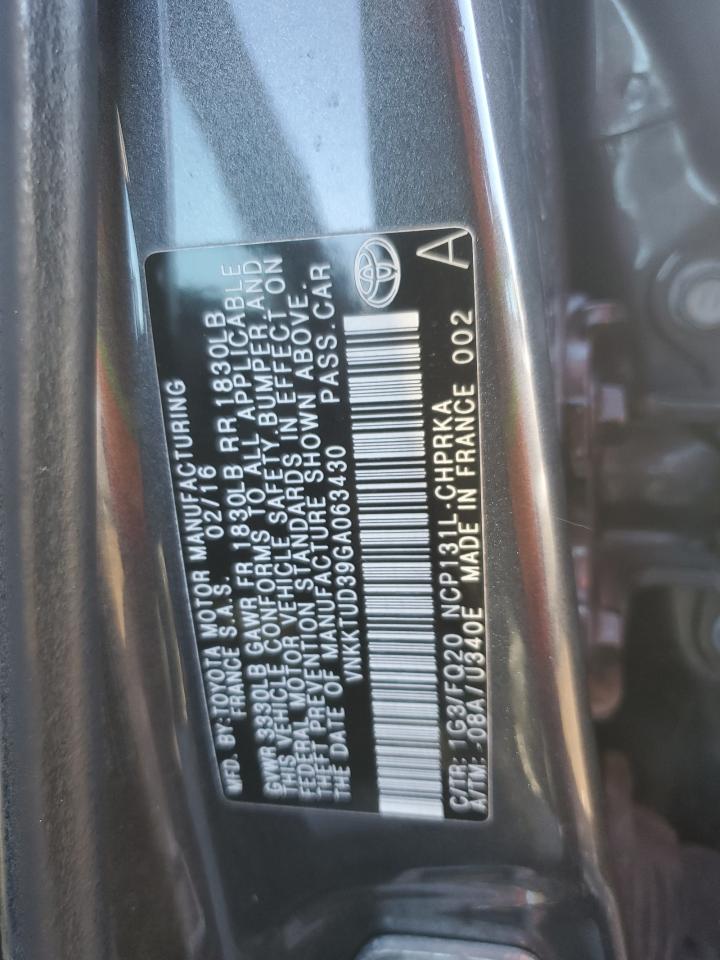 MFD. BY: TOYOTA MOTOR MANUFACTURING
FRANCE S.A.S. 02/16
GVWR 3330LB GAWR FR 1830LB RR 1830LB
THIS VEHICLE CONFORMS TO ALL APPLICABLE
FEDERAL MOTOR VEHICLE SAFETY, BUMPER, AND
THEFT PREVENTION STANDARDS IN EFFECT ON
THE DATE OF MANUFACTURE SHOWN ABOVE.
VNKKTUD39GA063430 PASS.CAR
C/TR: 1G3/FQ20 NCP131L-CHPRKA
A/TM: -08A/U340E MADE IN FRANCE 002 A